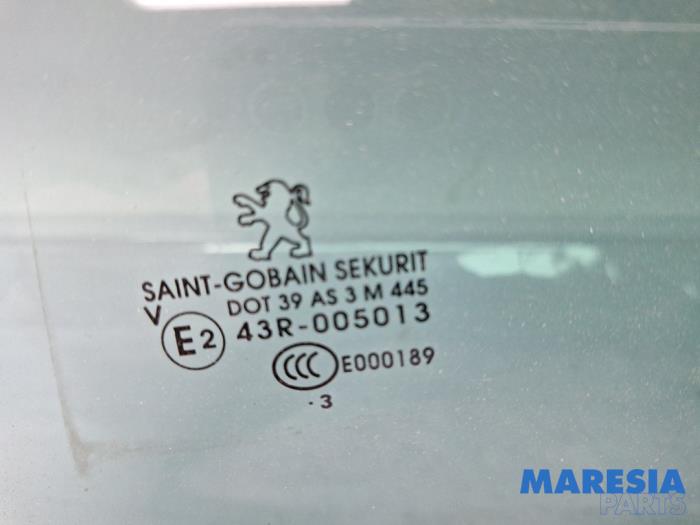 SAINT-GOBAIN SEKURIT
DOT 39 AS 3 M 445
V
E2 43R-005013
CCC E000189
. 3
MARESIA
PARTS